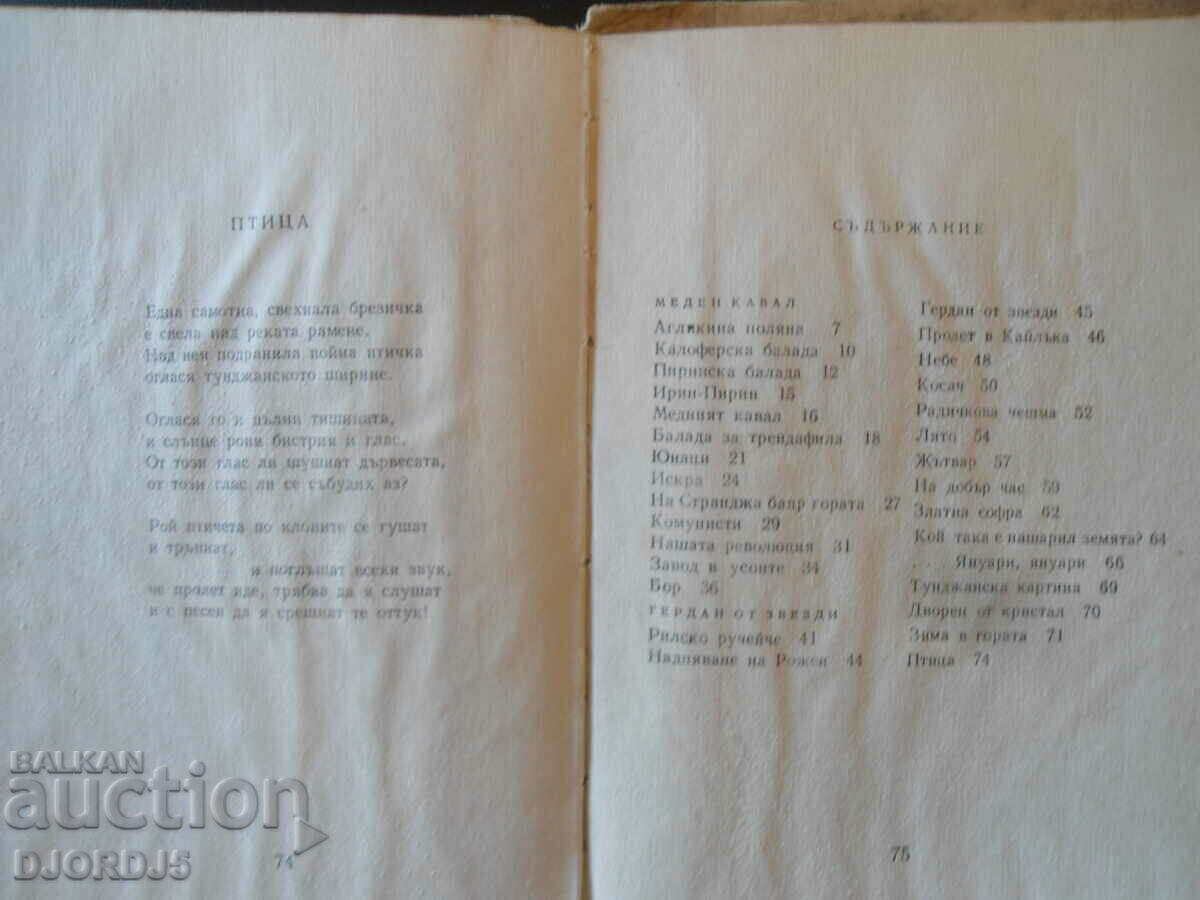 ПТИЦА
Една самотна, свехнала брезичка
е свела над реката рамене.
Над нея подранила пойна птичка
огласа тунджанското ширине.
Огласа го и пълни тишината,
и слънце рони бистрия ѝ глас.
От този глас ли шушнат дървесата,
от този глас ли се събудих аз?
Рой птичета по клоните се гушат
и тръпнат,
и поглъщат всеки звук,
че пролет иде, трябва да я слушат
и с песен да я срещнат те оттук!
74
СЪДЪРЖАНИЕ
МЕДЕН КАВАЛ
Агликина поляна 7
Калоферска балада 10
Пиринска балада 12
Ирин-Пирин 15
Медният кавал 16
Балада за трендафила 18
Юнаци 21
Искра 24
На Странджа баир гората 27
Комунисти 29
Нашата революция 31
Завод в усоите 34
Бор 36
ГЕРДАН ОТ ЗВЕЗДИ
Рилско ручейче 41
Надпяване на Рожен 44
Гердан от звезди 45
Пролет в Кайлъка 46
Небе 48
Косач 50
Радичкова чешма 52
Лято 54
Жътвар 57
На добър час 59
Златна софра 62
Кой така е нашарил земята? 64
. . . . Януари, януари 66
Тунджанска картина 69
Дворец от кристал 70
Зима в гората 71
Птица 74
75
BALKAN
auction
DJORDJ5